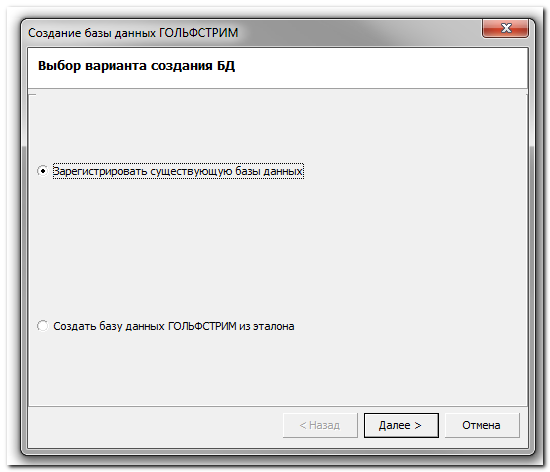 Создание базы данных ГОЛЬФСТРИМ
Выбор варианта создания БД
Зарегистрировать существующую базы данных
Создать базу данных ГОЛЬФСТРИМ из эталона
< Назад
Далее >
Отмена